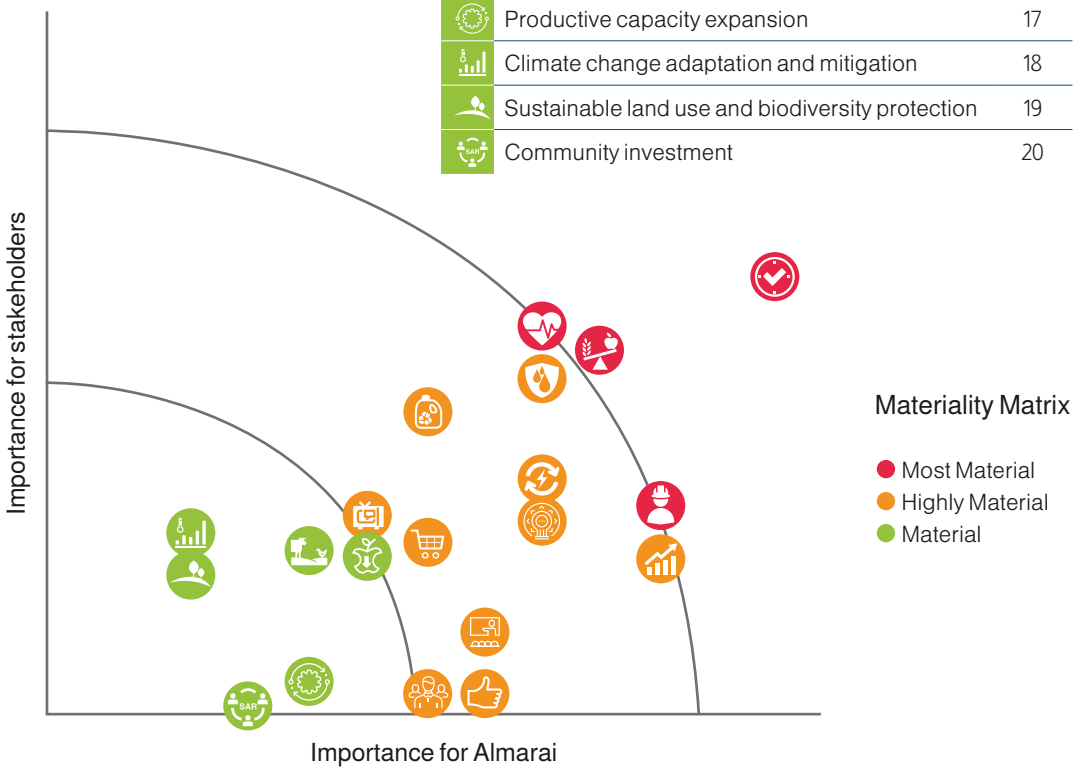 Productive capacity expansion 17
Climate change adaptation and mitigation 18
Sustainable land use and biodiversity protection 19
SAR Community investment 20
Importance for stakeholders
Materiality Matrix
Most Material
Highly Material
Material
SAR
Importance for Almarai